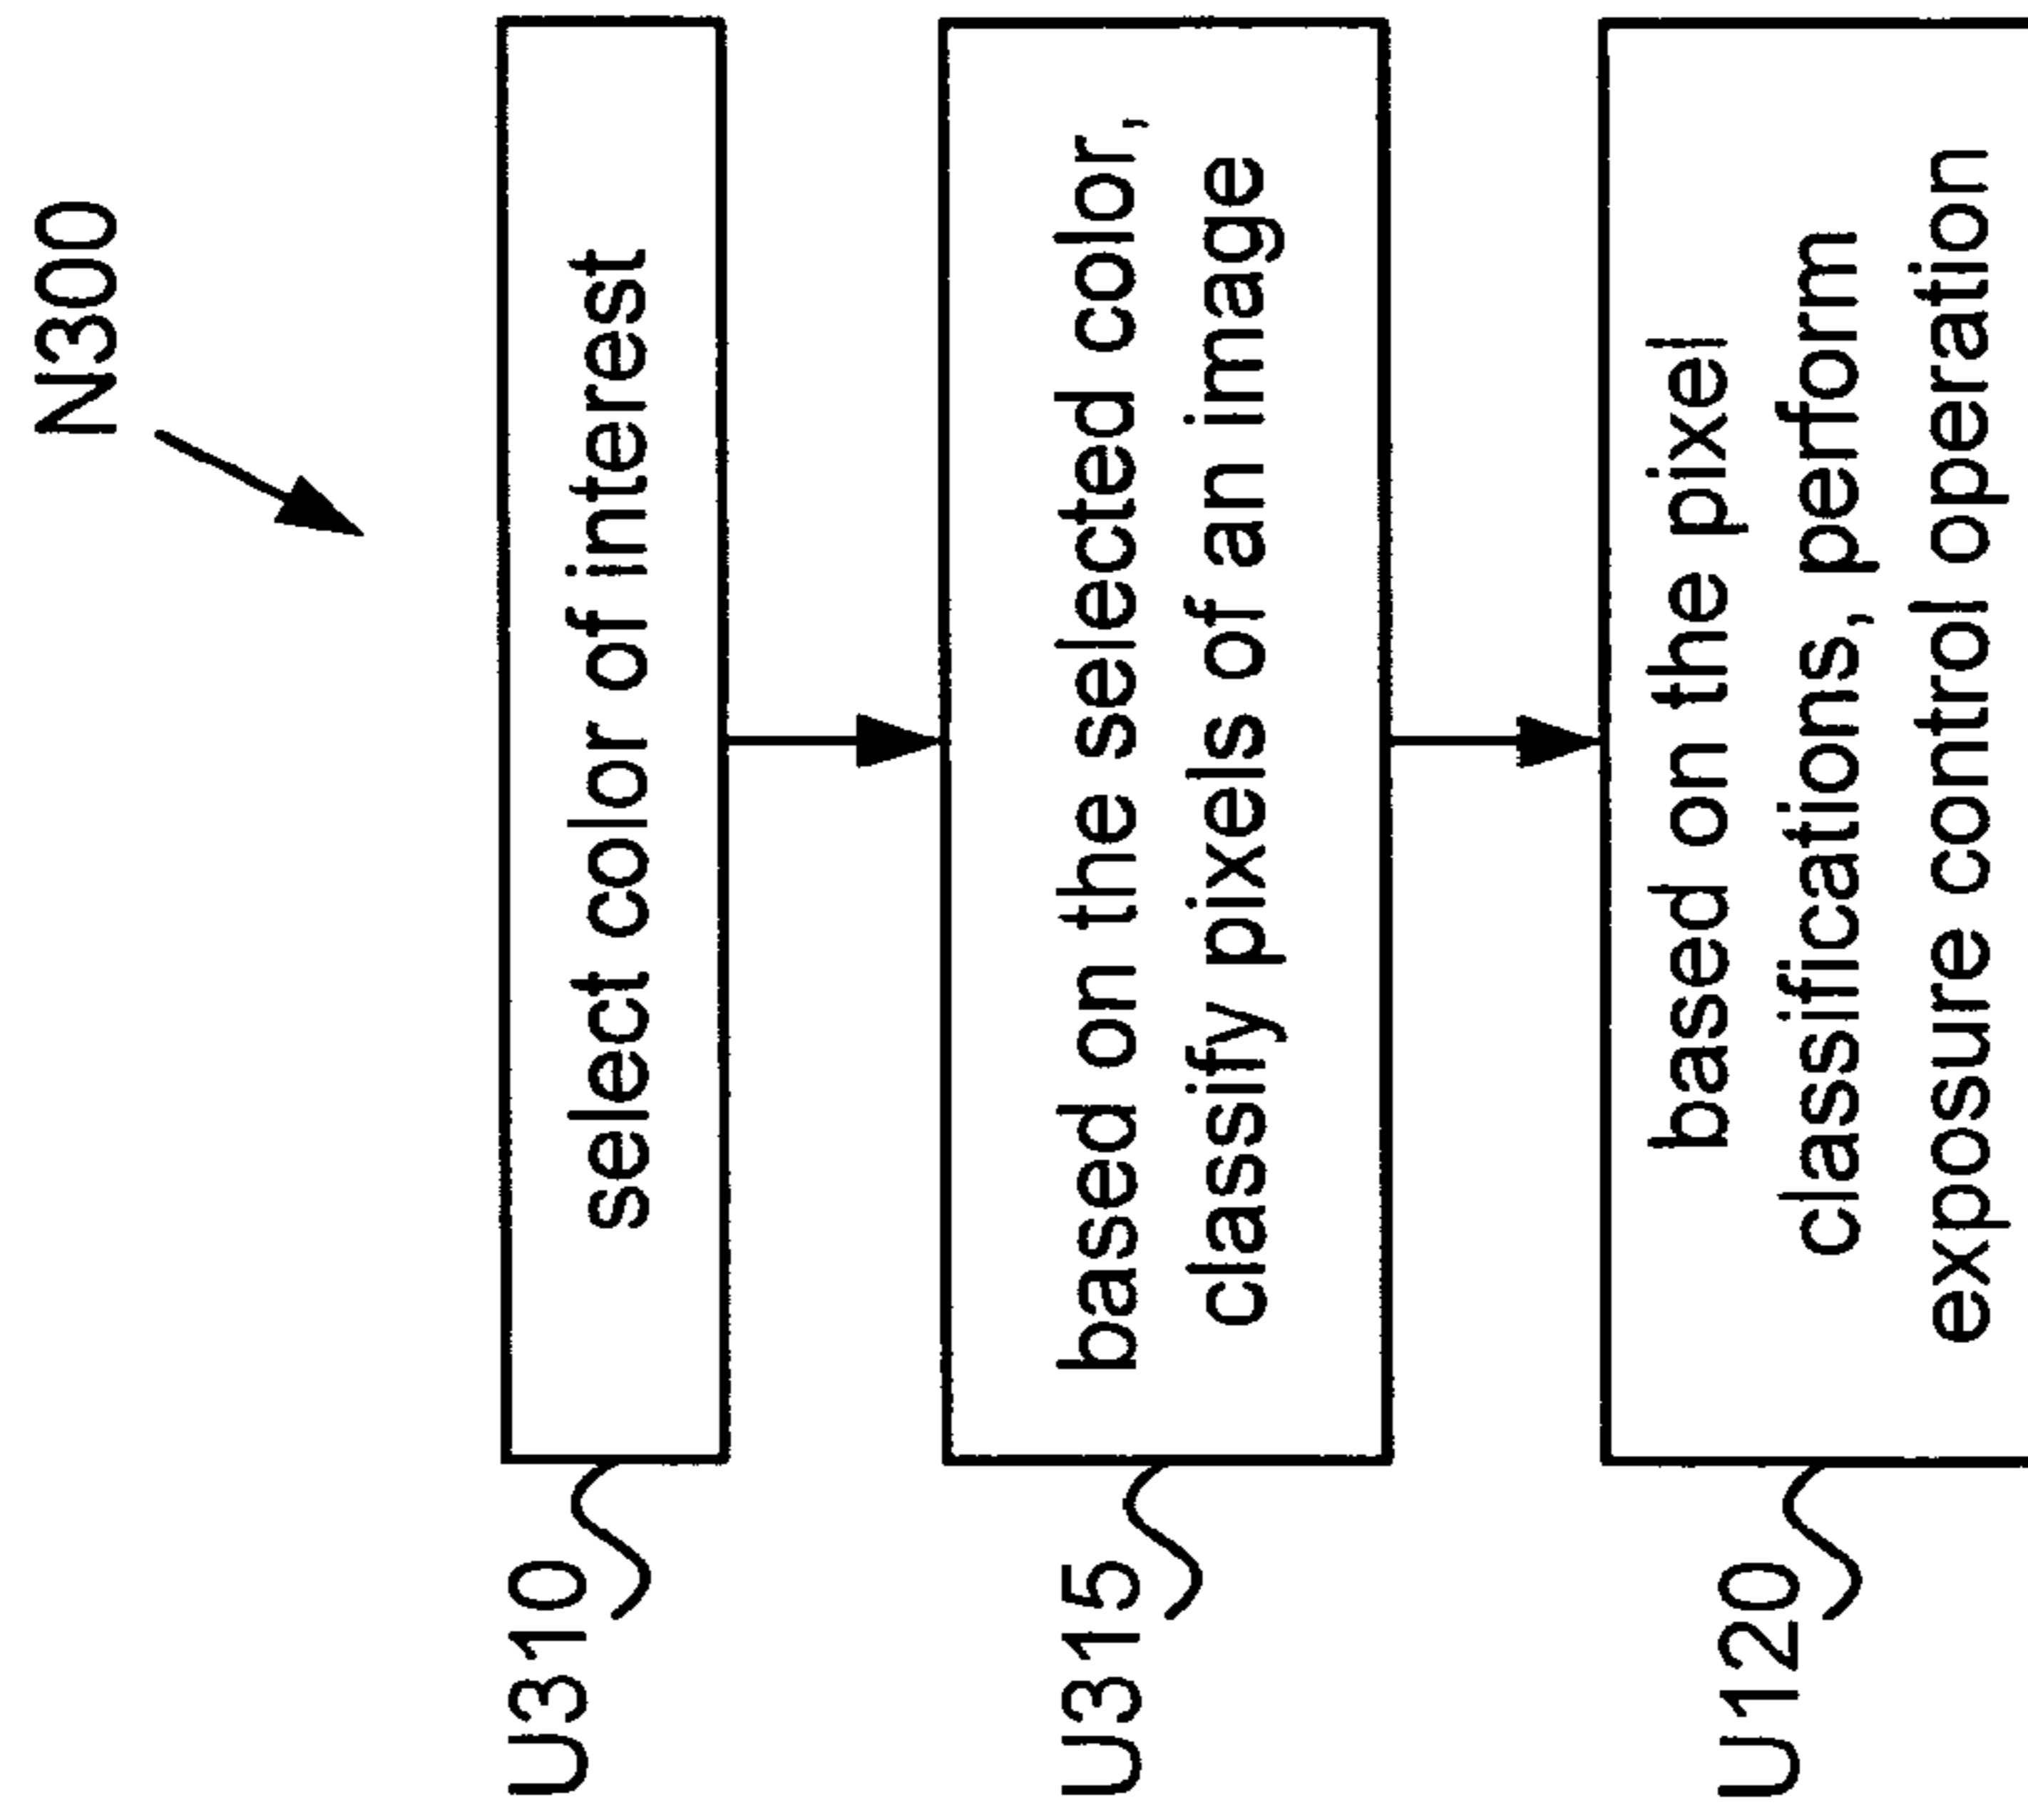 N300
U310
select color of interest
U315
based on the selected color,
classify pixels of an image
U120
based on the pixel
classifications, perform
exposure control operation